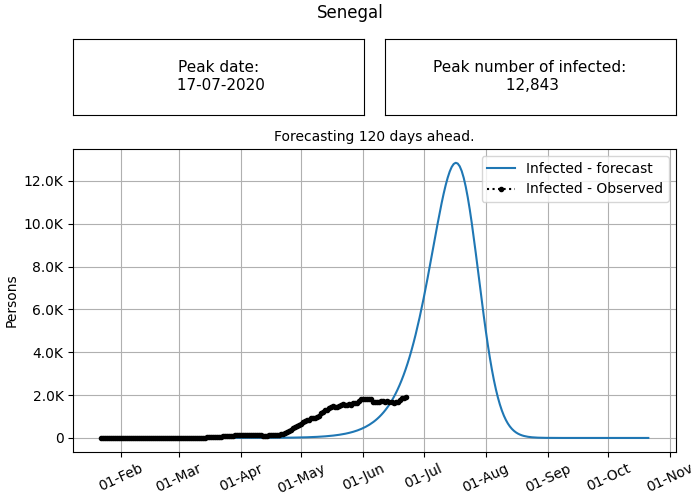 Senegal
Peak date:
17-07-2020
Peak number of infected:
12,843
Forecasting 120 days ahead.
Infected - forecast
Infected - Observed
12.0K
10.0K
8.0K
6.0K
4.0K
2.0K
0
Persons
01-Feb
01-Mar
01-Apr
01-May
01-Jun
01-Jul
01-Aug
01-Sep
01-Oct
01-Nov